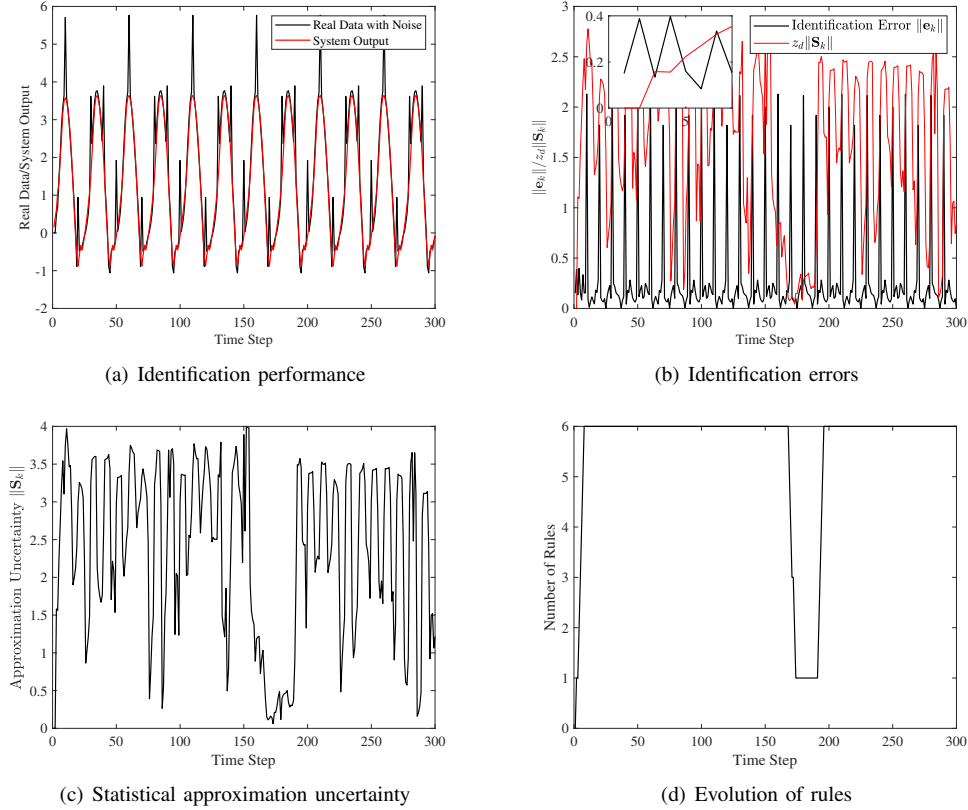 Real Data with Noise
System Output
Real Data/System Output
6
5
4
3
2
1
0
-1
-2
0 50 100 150 200 250 300
Time Step
(a) Identification performance
Identification Error ‖e_k‖
z_d‖S_k‖
‖e_k‖/z_d‖S_k‖
3
2.5
2
1.5
1
0.5
0
0.4
0.2
0
0 5
0 50 100 150 200 250 300
Time Step
(b) Identification errors
Approximation Uncertainty ‖S_k‖
4
3.5
3
2.5
2
1.5
1
0.5
0
0 50 100 150 200 250 300
Time Step
(c) Statistical approximation uncertainty
Number of Rules
6
5
4
3
2
1
0
0 50 100 150 200 250 300
Time Step
(d) Evolution of rules